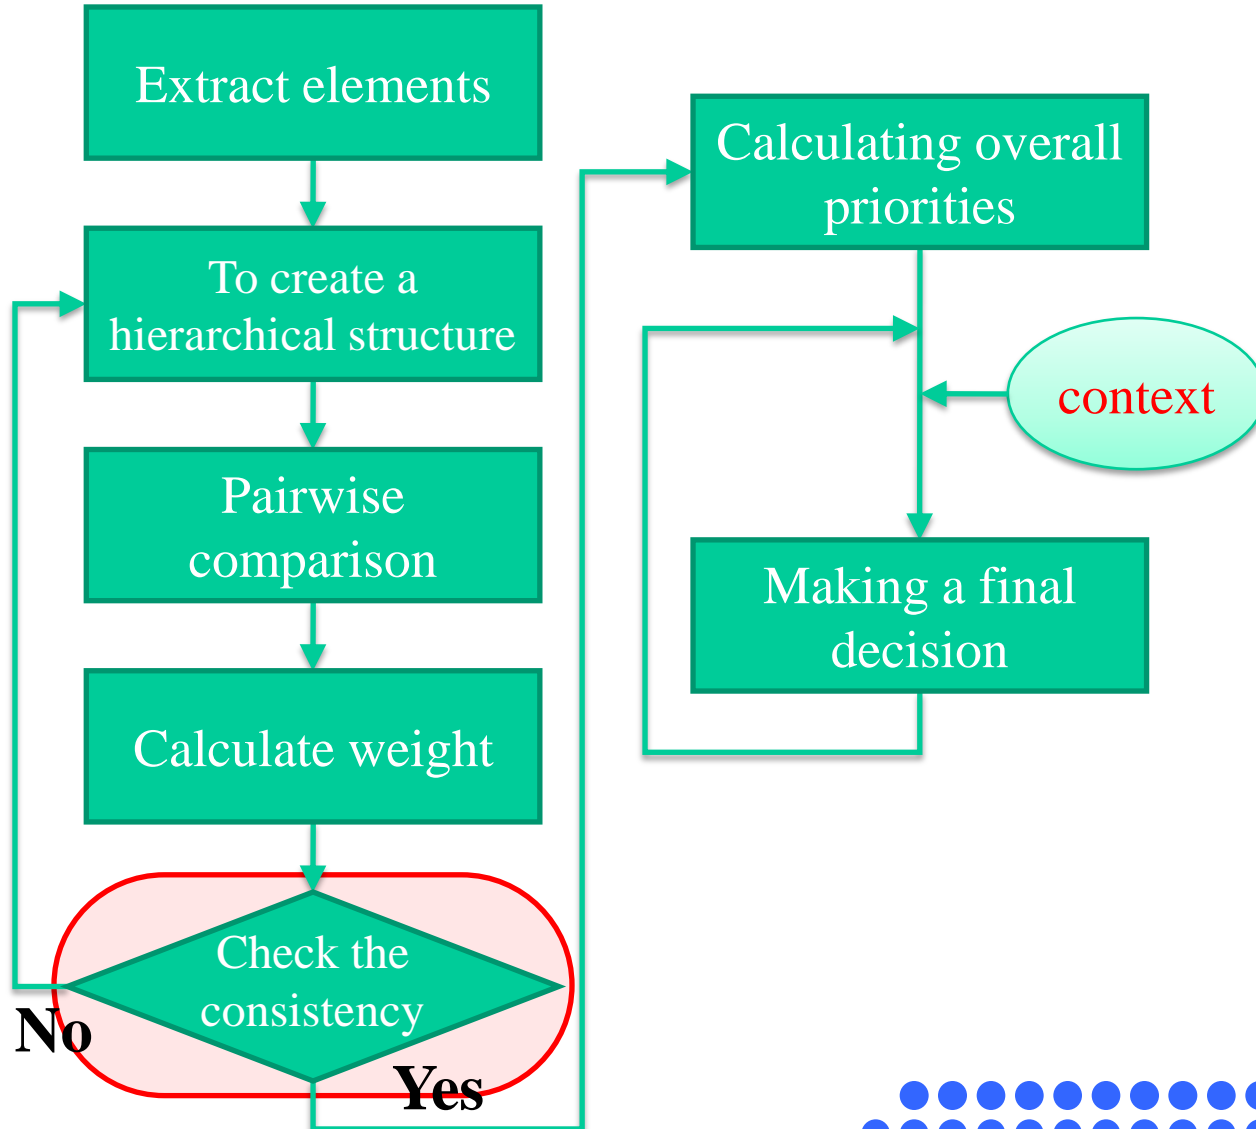 Extract elements
To create a
hierarchical structure
Pairwise
comparison
Calculate weight
Check the
consistency
No
Yes
Calculating overall
priorities
context
Making a final
decision